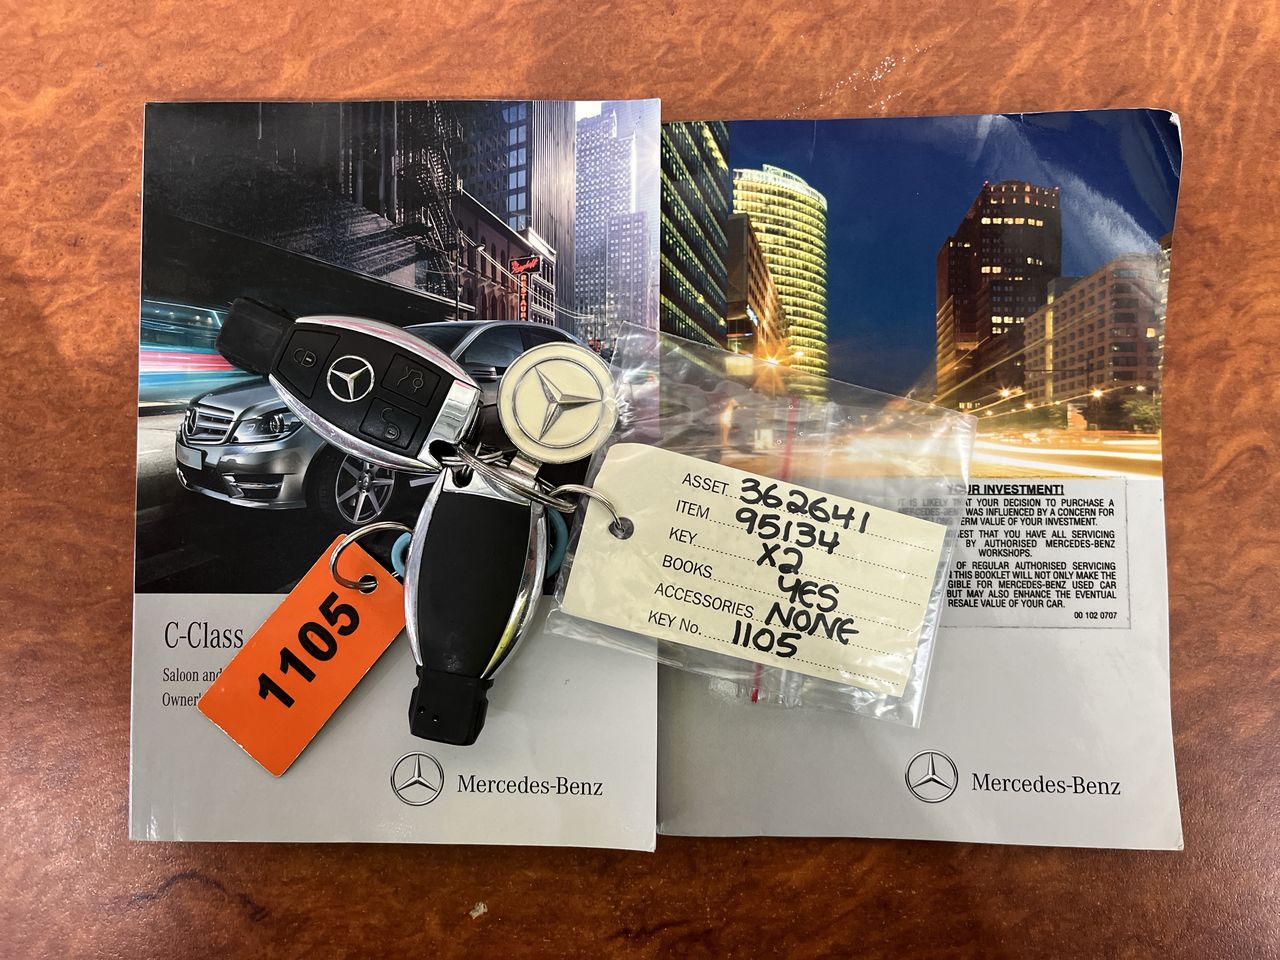 C-Class
Saloon and
Owner's
Mercedes-Benz
1105
RESTAURA
ASSET 362641
ITEM 95134
KEY X2
BOOKS YES
ACCESSORIES NONE
KEY No. 1105
YOUR INVESTMENT!
IT IS LIKELY THAT YOUR DECISION TO PURCHASE A
MERCEDES-BENZ WAS INFLUENCED BY A CONCERN FOR
TERM VALUE OF YOUR INVESTMENT.
THAT YOU HAVE ALL SERVICING
BY AUTHORISED MERCEDES-BENZ
WORKSHOPS.
OF REGULAR AUTHORISED SERVICING
IN THIS BOOKLET WILL NOT ONLY MAKE THE
FOR MERCEDES-BENZ USED CAR
BUT MAY ALSO ENHANCE THE EVENTUAL
RESALE VALUE OF YOUR CAR.
00 102 0707
Mercedes-Benz